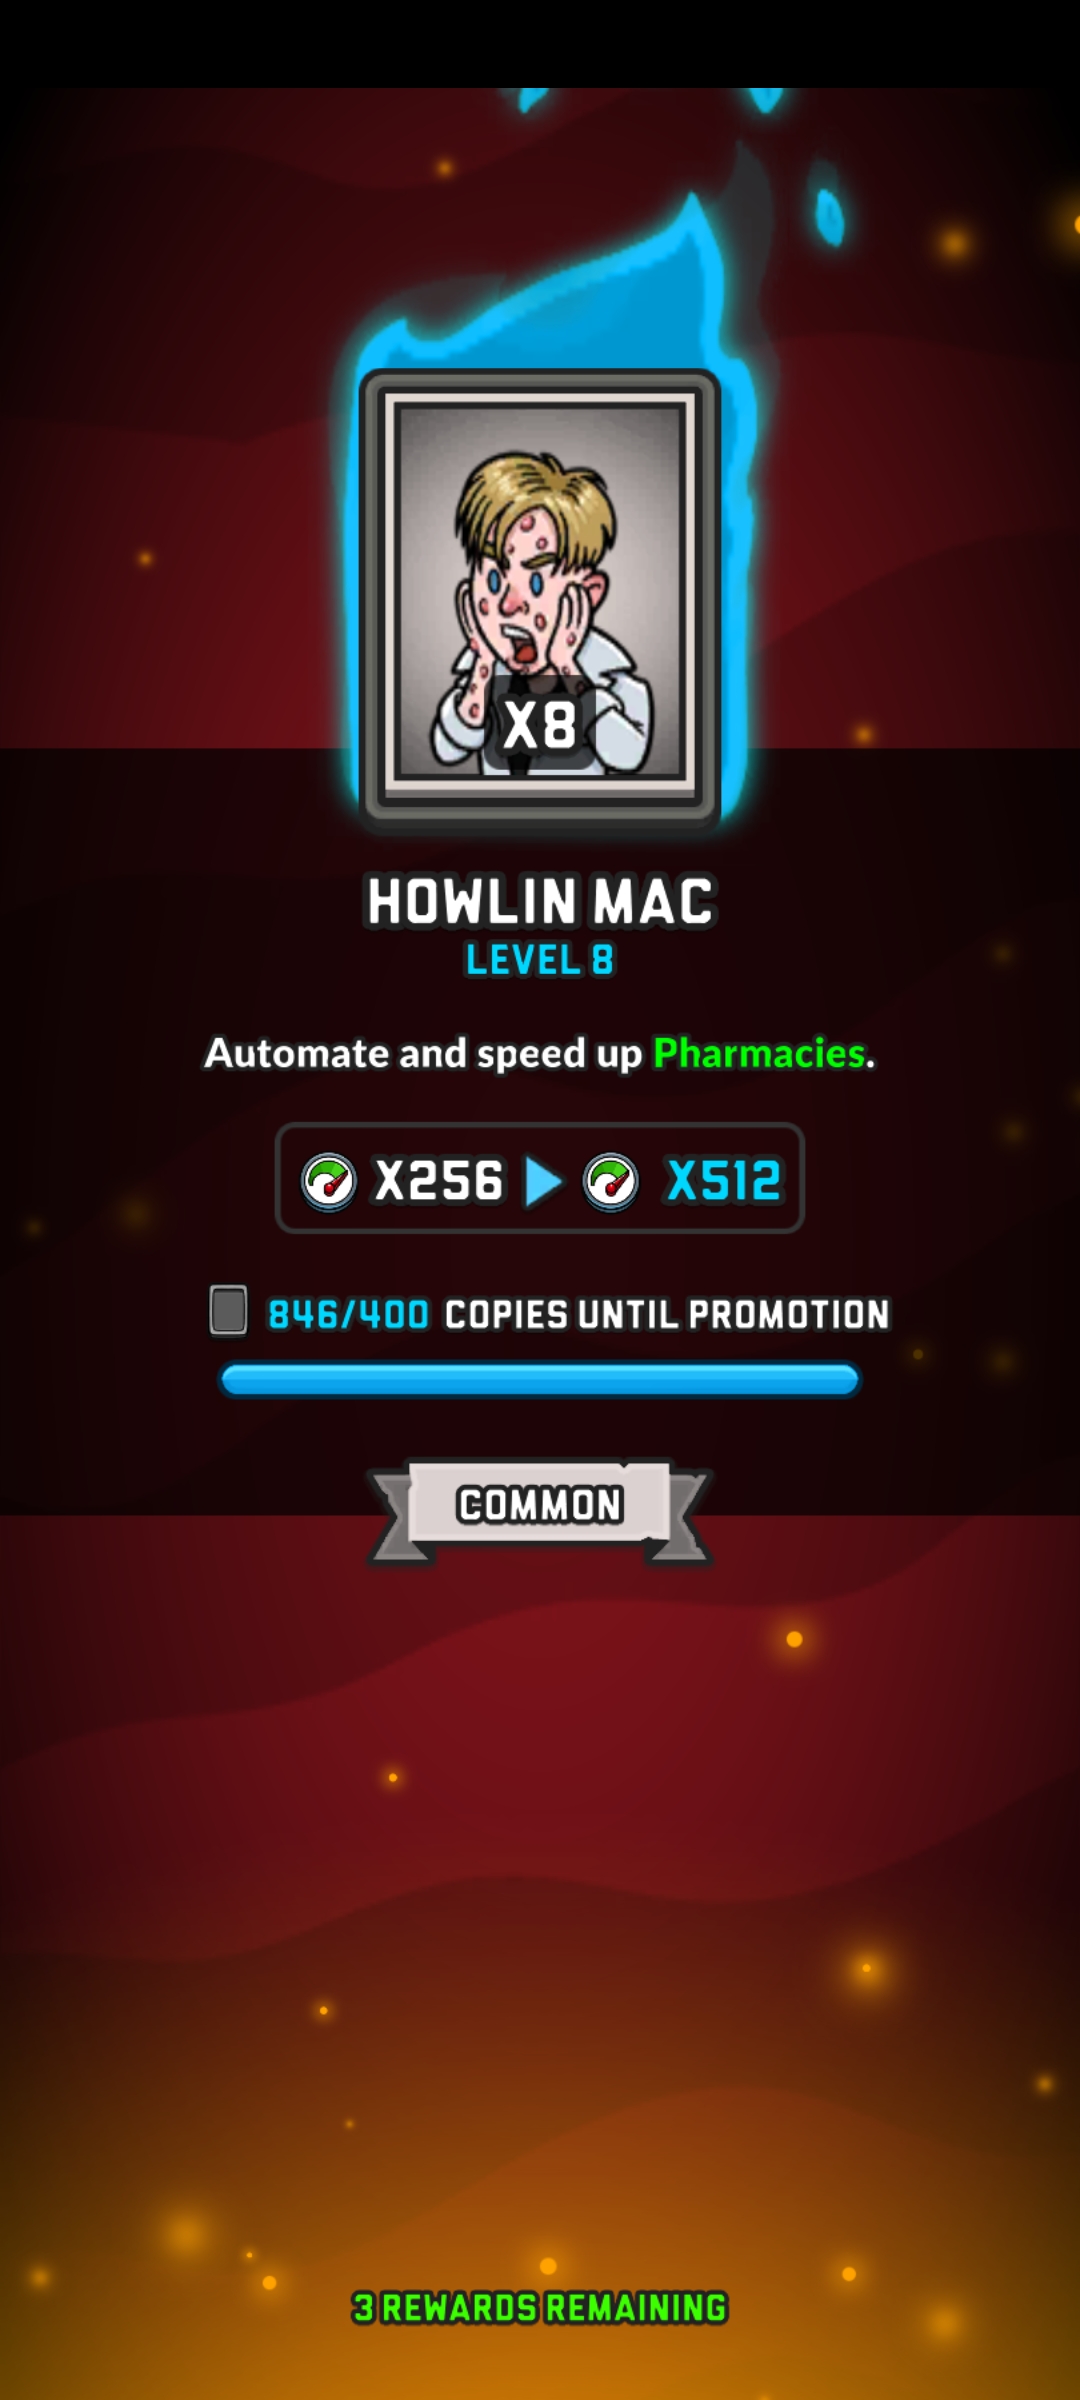 X8
HOWLIN MAC
LEVEL 8
Automate and speed up Pharmacies.
X256 X512
846/400 COPIES UNTIL PROMOTION
COMMON
3 REWARDS REMAINING